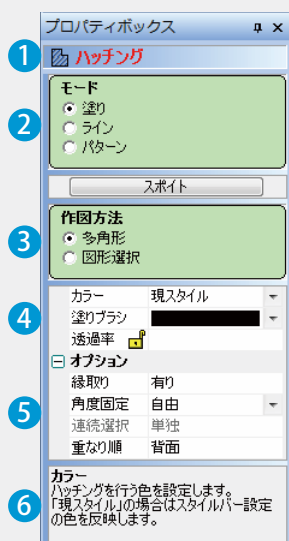 プロパティボックス
1 ハッチング
モード
2 塗り
ライン
パターン
スポイト
作図方法
3 多角形
図形選択
カラー 現スタイル
4 塗りブラシ
透過率
オプション
縁取り 有り
5 角度固定 自由
連続選択 単独
重なり順 背面
カラー
6 ハッチングを行う色を設定します。
「現スタイル」の場合はスタイルバー設定
の色を反映します。